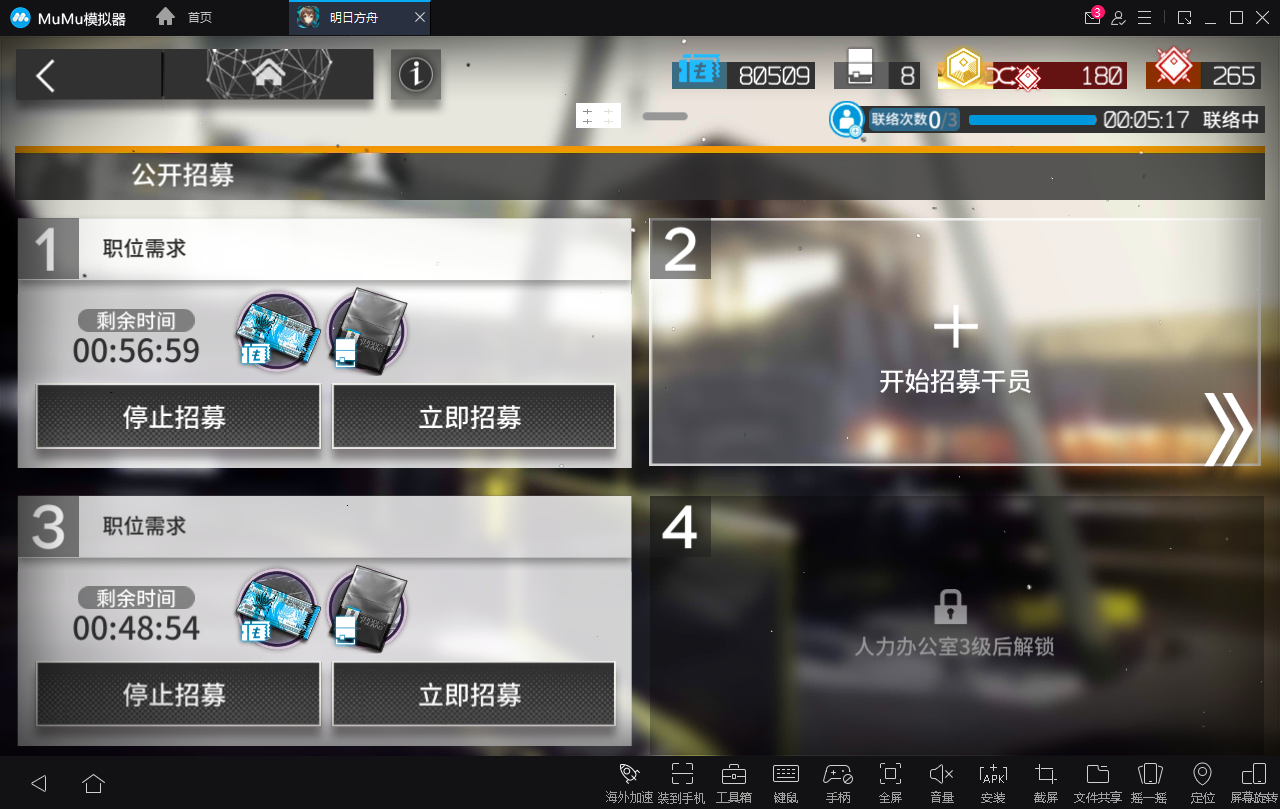 MuMu模拟器
首页
明日方舟
3
80509
8
180
265
联络次数0/3
00:05:17 联络中
公开招募
1
职位需求
剩余时间
00:56:59
停止招募
立即招募
2
开始招募干员
3
职位需求
剩余时间
00:48:54
停止招募
立即招募
4
人力办公室3级后解锁
海外加速
装到手机
工具箱
键鼠
手柄
全屏
音量
APK
安装
截屏
文件共享
摇一摇
定位
屏幕旋转